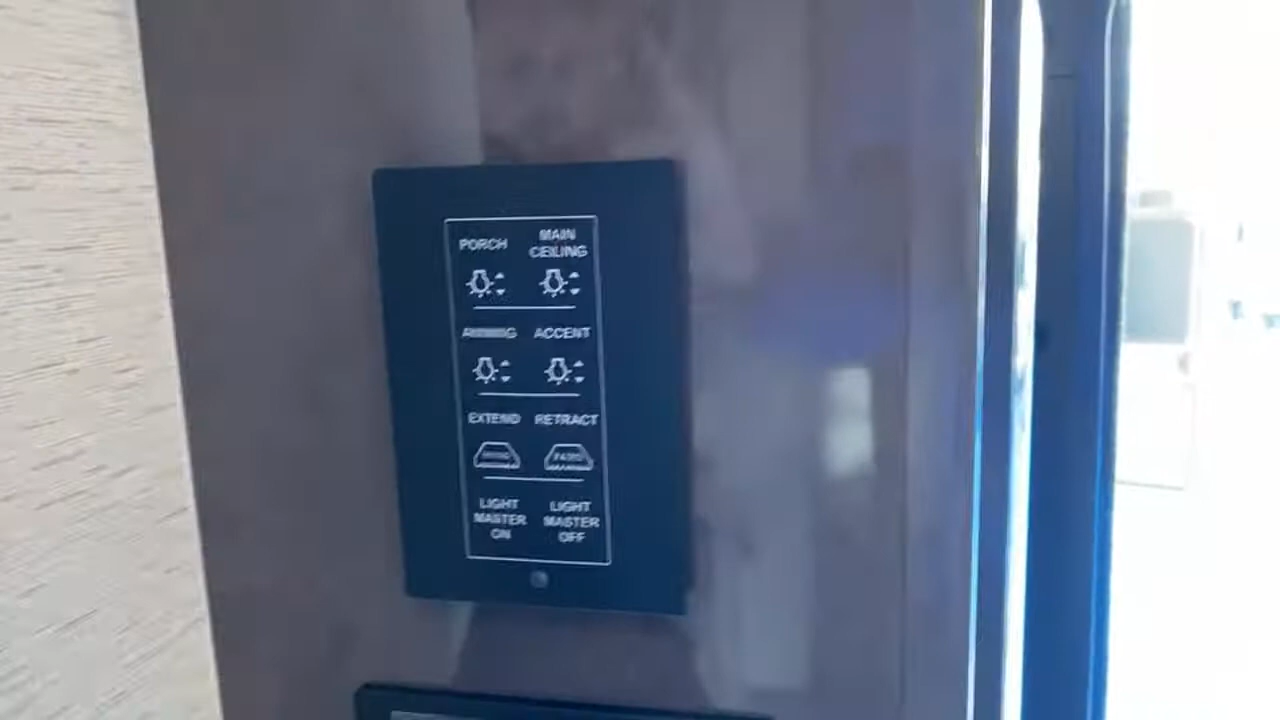 PORCH
MAIN
CEILING
AWNING
ACCENT
EXTEND
RETRACT
LIGHT
MASTER
ON
LIGHT
MASTER
OFF